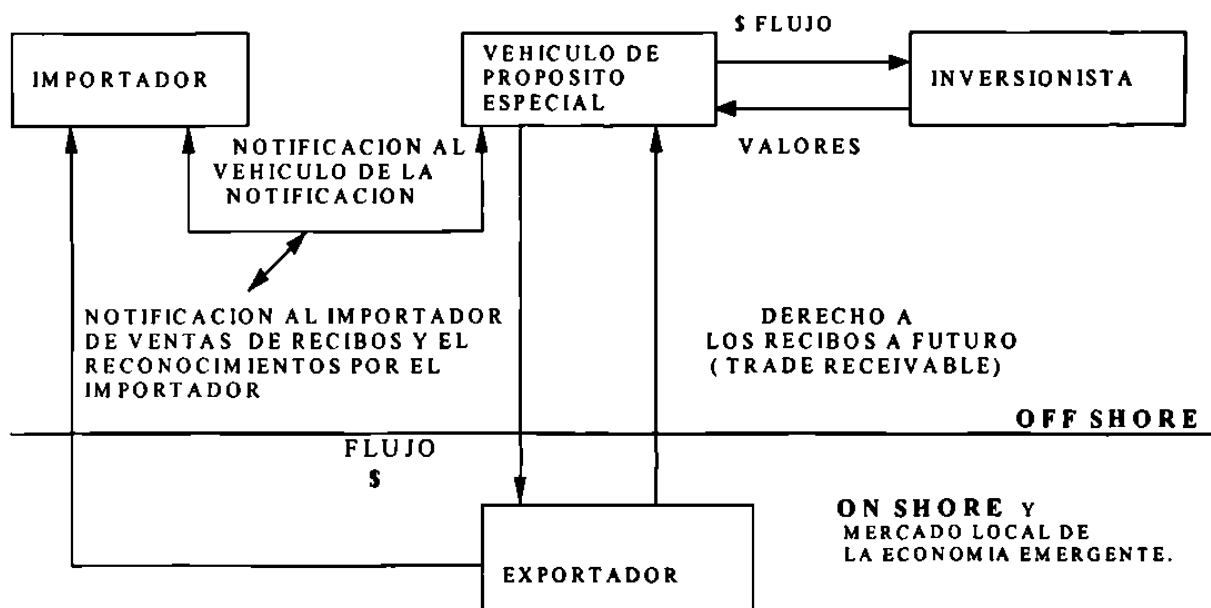 $ FLUJO
IMPORTADOR
VEHICULO DE
PROPOSITO
ESPECIAL
INVERSIONISTA
VALORES
NOTIFICACION AL
VEHICULO DE LA
NOTIFICACION
NOTIFICACION AL IMPORTADOR
DE VENTAS DE RECIBOS Y EL
RECONOCIMIENTOS POR EL
IMPORTADOR
DERECHO A
LOS RECIBOS A FUTURO
( TRADE RECEIVABLE)
OFF SHORE
FLUJO
$
ON SHORE Y
MERCADO LOCAL DE
LA ECONOMIA EMERGENTE.
EXPORTADOR